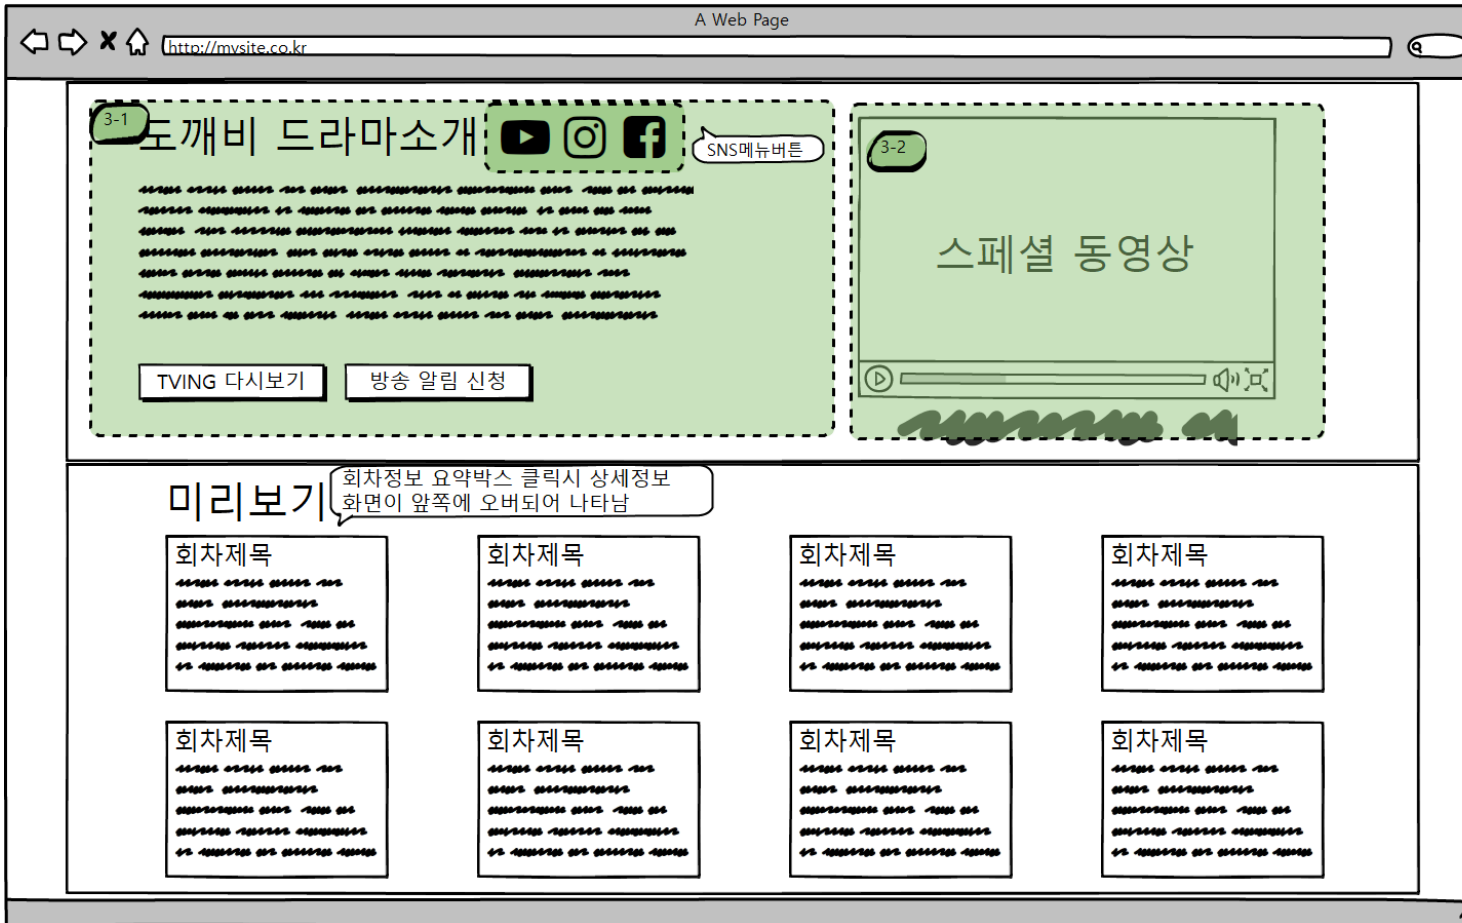 A Web Page
http://mysite.co.kr
3-1
도깨비 드라마소개
SNS메뉴버튼
TVING 다시보기
방송 알림 신청
3-2
스페셜 동영상
미리보기
회차정보 요약박스 클릭시 상세정보
화면이 앞쪽에 오버되어 나타남
회차제목
회차제목
회차제목
회차제목
회차제목
회차제목
회차제목
회차제목